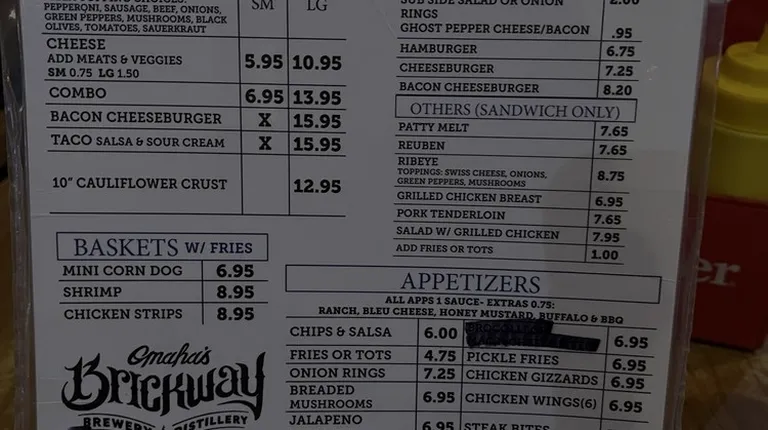 PEPPERONI, SAUSAGE, BEEF, ONIONS,
GREEN PEPPERS, MUSHROOMS, BLACK
OLIVES, TOMATOES, SAUERKRAUT
SM LG
CHEESE
ADD MEATS & VEGGIES
SM 0.75 LG 1.50
5.95 10.95
COMBO 6.95 13.95
BACON CHEESEBURGER X 15.95
TACO SALSA & SOUR CREAM X 15.95
10" CAULIFLOWER CRUST 12.95
BASKETS W/ FRIES
MINI CORN DOG 6.95
SHRIMP 8.95
CHICKEN STRIPS 8.95
Omaha's
BRICKWAY
BREWERY DISTILLERY
SUB SIDE SALAD OR ONION
RINGS
2.00
GHOST PEPPER CHEESE/BACON .95
HAMBURGER 6.75
CHEESEBURGER 7.25
BACON CHEESEBURGER 8.20
OTHERS (SANDWICH ONLY)
PATTY MELT 7.65
REUBEN 7.65
RIBEYE
TOPPINGS: SWISS CHEESE, ONIONS,
GREEN PEPPERS, MUSHROOMS
8.75
GRILLED CHICKEN BREAST 6.95
PORK TENDERLOIN 7.65
SALAD W/ GRILLED CHICKEN 7.95
ADD FRIES OR TOTS 1.00
APPETIZERS
ALL APPS 1 SAUCE- EXTRAS 0.75:
RANCH, BLEU CHEESE, HONEY MUSTARD, BUFFALO & BBQ
CHIPS & SALSA 6.00
6.95
FRIES OR TOTS 4.75 PICKLE FRIES 6.95
ONION RINGS 7.25 CHICKEN GIZZARDS 6.95
BREADED
MUSHROOMS
6.95 CHICKEN WINGS(6) 6.95
JALAPENO
6.95 STEAK BITES
er